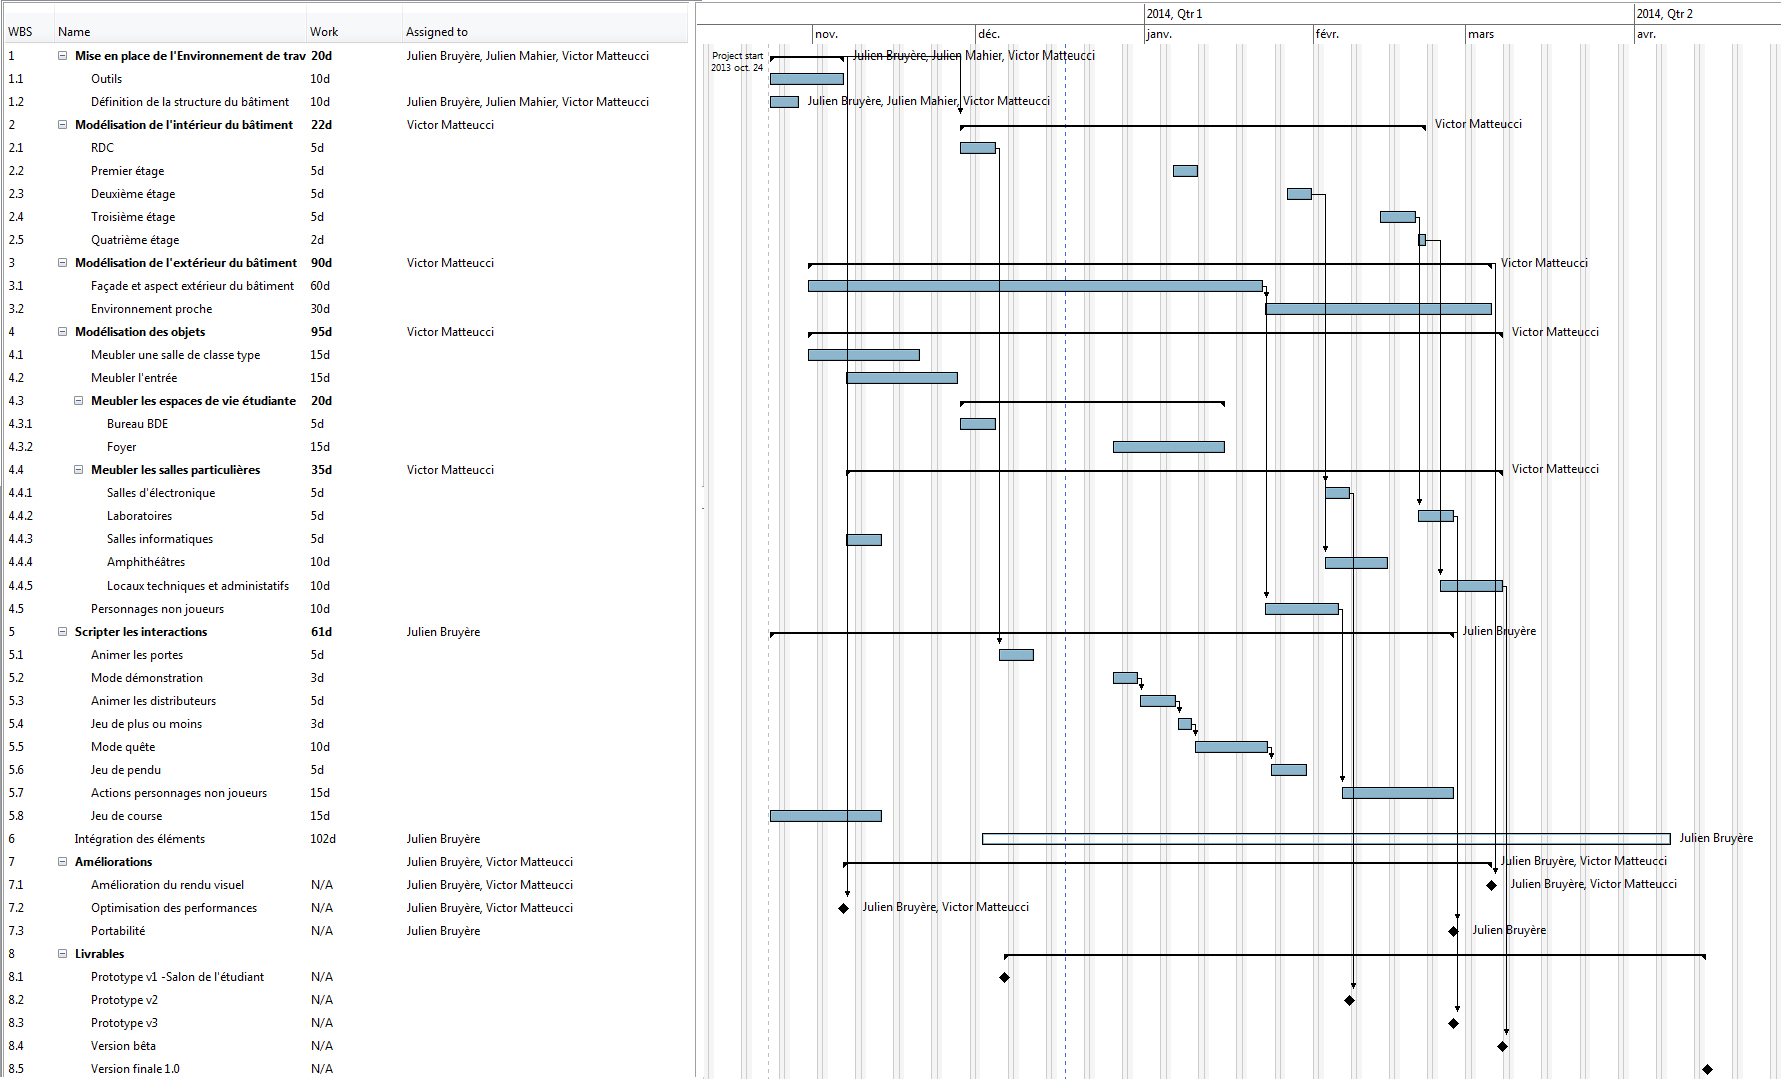 2014, Qtr 1 2014, Qtr 2
WBS Name Work Assigned to nov. déc. janv. févr. mars avr.
Project start
2013 oct. 24
1 Mise en place de l'Environnement de trav 20d Julien Bruyère, Julien Mahier, Victor Matteucci Julien Bruyère, Julien Mahier, Victor Matteucci
1.1 Outils 10d
1.2 Définition de la structure du bâtiment 10d Julien Bruyère, Julien Mahier, Victor Matteucci Julien Bruyère, Julien Mahier, Victor Matteucci
2 Modélisation de l'intérieur du bâtiment 22d Victor Matteucci Victor Matteucci
2.1 RDC 5d
2.2 Premier étage 5d
2.3 Deuxième étage 5d
2.4 Troisième étage 5d
2.5 Quatrième étage 2d
3 Modélisation de l'extérieur du bâtiment 90d Victor Matteucci Victor Matteucci
3.1 Façade et aspect extérieur du bâtiment 60d
3.2 Environnement proche 30d
4 Modélisation des objets 95d Victor Matteucci Victor Matteucci
4.1 Meubler une salle de classe type 15d
4.2 Meubler l'entrée 15d
4.3 Meubler les espaces de vie étudiante 20d
4.3.1 Bureau BDE 5d
4.3.2 Foyer 15d
4.4 Meubler les salles particulières 35d Victor Matteucci Victor Matteucci
4.4.1 Salles d'électronique 5d
4.4.2 Laboratoires 5d
4.4.3 Salles informatiques 5d
4.4.4 Amphithéâtres 10d
4.4.5 Locaux techniques et administatifs 10d
4.5 Personnages non joueurs 10d
5 Scripter les interactions 61d Julien Bruyère Julien Bruyère
5.1 Animer les portes 5d
5.2 Mode démonstration 3d
5.3 Animer les distributeurs 5d
5.4 Jeu de plus ou moins 3d
5.5 Mode quête 10d
5.6 Jeu de pendu 5d
5.7 Actions personnages non joueurs 15d
5.8 Jeu de course 15d
6 Intégration des éléments 102d Julien Bruyère Julien Bruyère
7 Améliorations Julien Bruyère, Victor Matteucci Julien Bruyère, Victor Matteucci
7.1 Amélioration du rendu visuel N/A Julien Bruyère, Victor Matteucci Julien Bruyère, Victor Matteucci
7.2 Optimisation des performances N/A Julien Bruyère, Victor Matteucci Julien Bruyère, Victor Matteucci
7.3 Portabilité N/A Julien Bruyère Julien Bruyère
8 Livrables
8.1 Prototype v1 -Salon de l'étudiant N/A
8.2 Prototype v2 N/A
8.3 Prototype v3 N/A
8.4 Version bêta N/A
8.5 Version finale 1.0 N/A